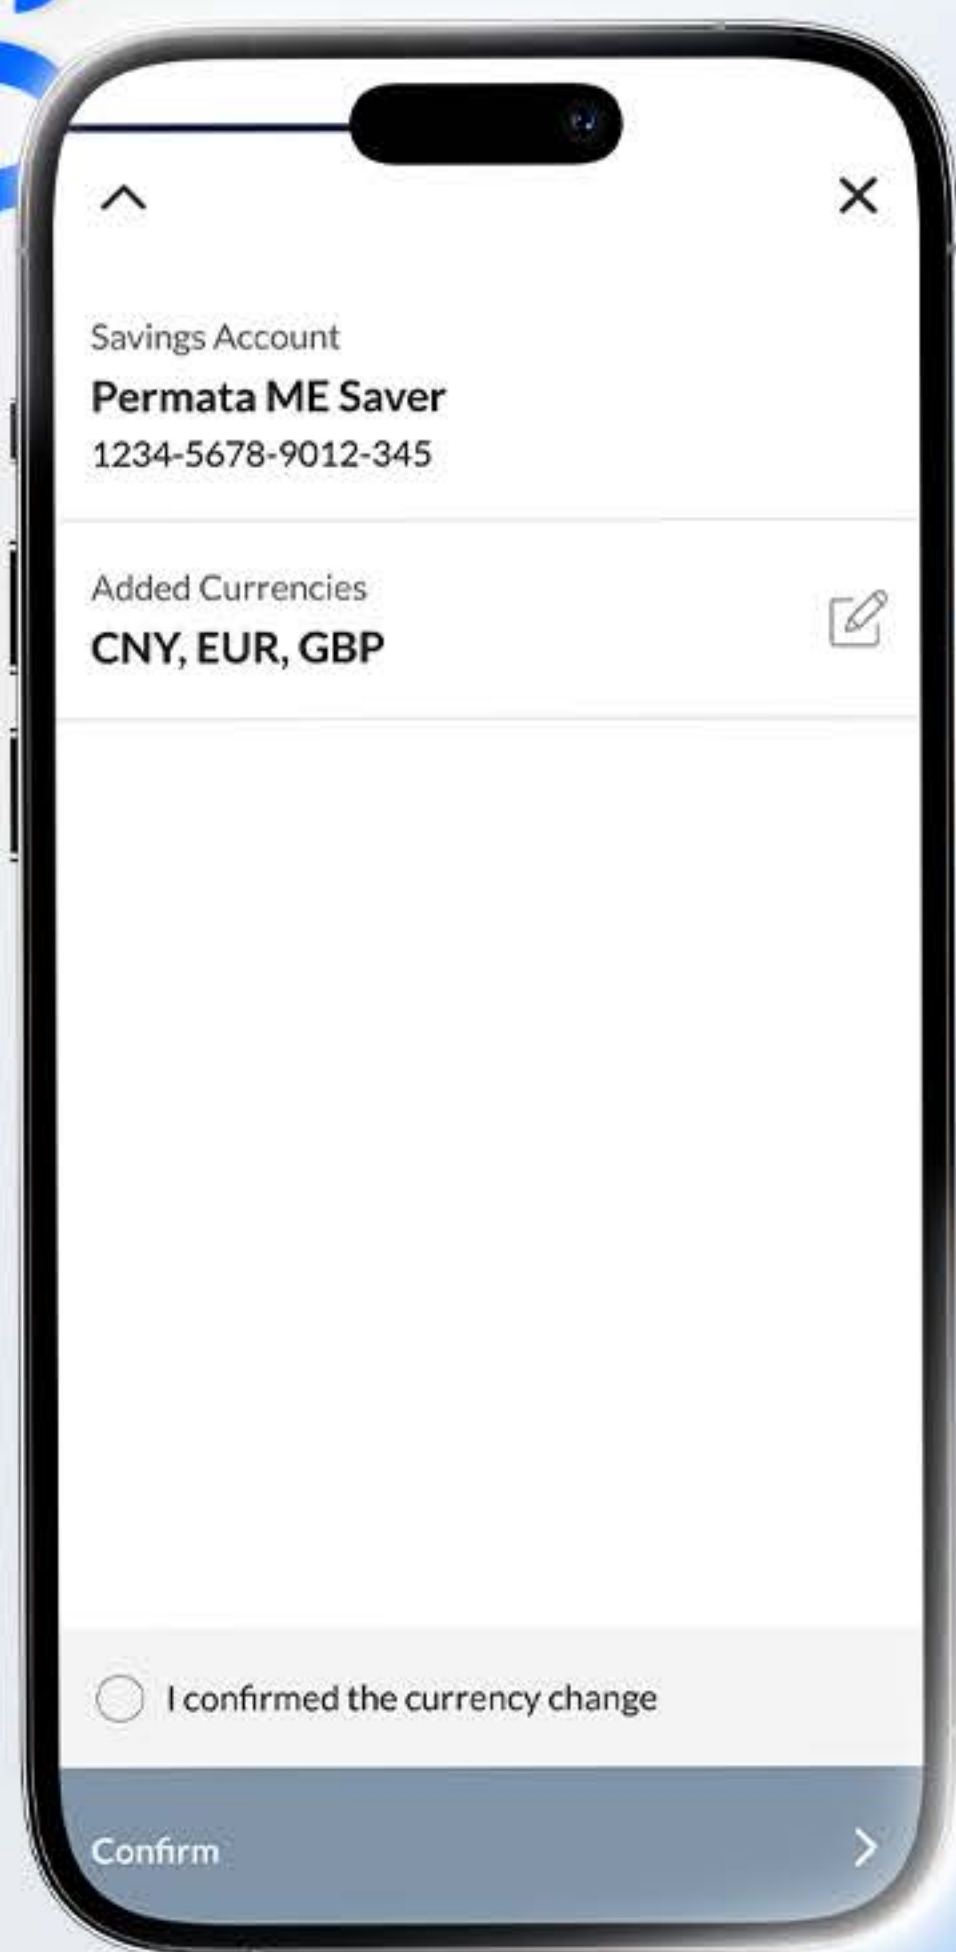 Savings Account
Permata ME Saver
1234-5678-9012-345
Added Currencies
CNY, EUR, GBP
I confirmed the currency change
Confirm